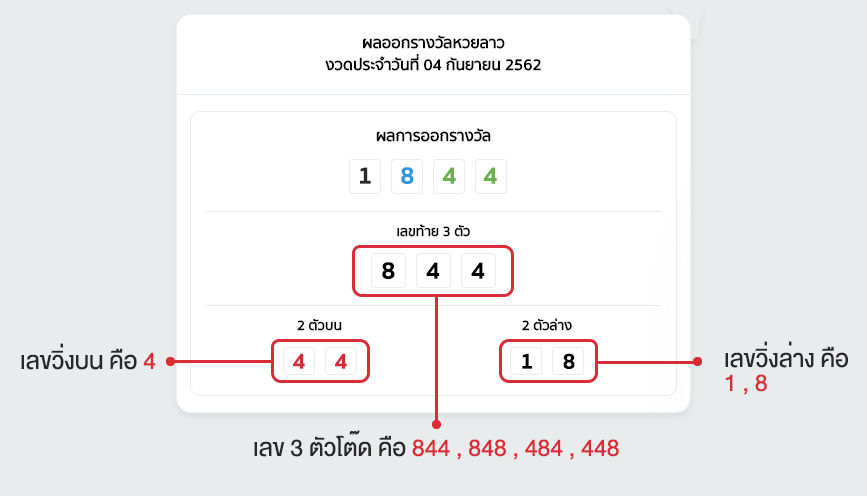 ผลออกรางวัลหวยลาว
งวดประจำวันที่ 04 กันยายน 2562
ผลการออกรางวัล
1 8 4 4
เลขท้าย 3 ตัว
8 4 4
2 ตัวบน
2 ตัวล่าง
4 4
1 8
เลขวิ่งบน คือ 4
เลขวิ่งล่าง คือ
1 , 8
เลข 3 ตัวโต๊ด คือ 844 , 848 , 484 , 448